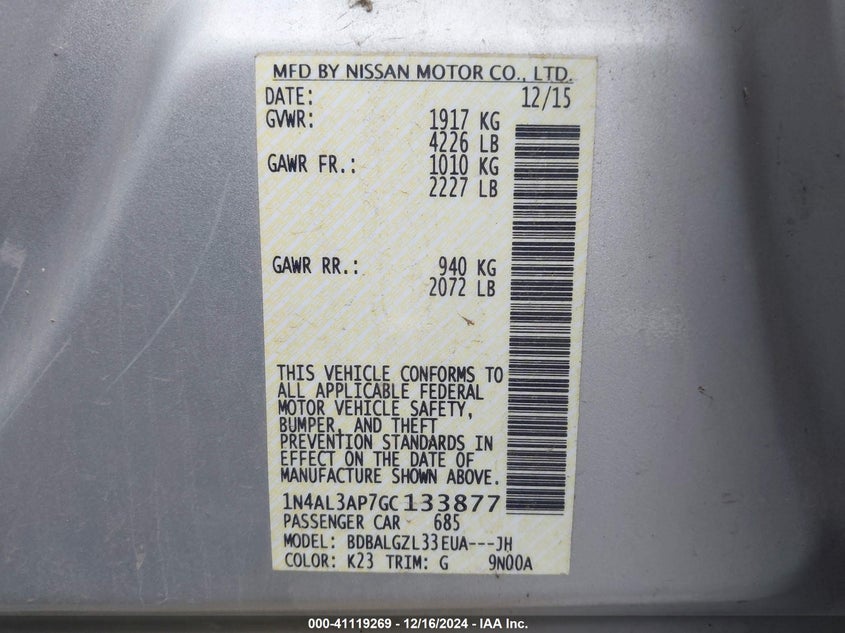 MFD BY NISSAN MOTOR CO., LTD.
DATE: 12/15
GVWR: 1917 KG
4226 LB
GAWR FR.: 1010 KG
2227 LB
GAWR RR.: 940 KG
2072 LB
THIS VEHICLE CONFORMS TO
ALL APPLICABLE FEDERAL
MOTOR VEHICLE SAFETY,
BUMPER, AND THEFT
PREVENTION STANDARDS IN
EFFECT ON THE DATE OF
MANUFACTURE SHOWN ABOVE.
1N4AL3AP7GC133877
PASSENGER CAR 685
MODEL: BDBALGZL33EUA---JH
COLOR: K23 TRIM: G 9N00A
000-41119269 - 12/16/2024 - IAA Inc.